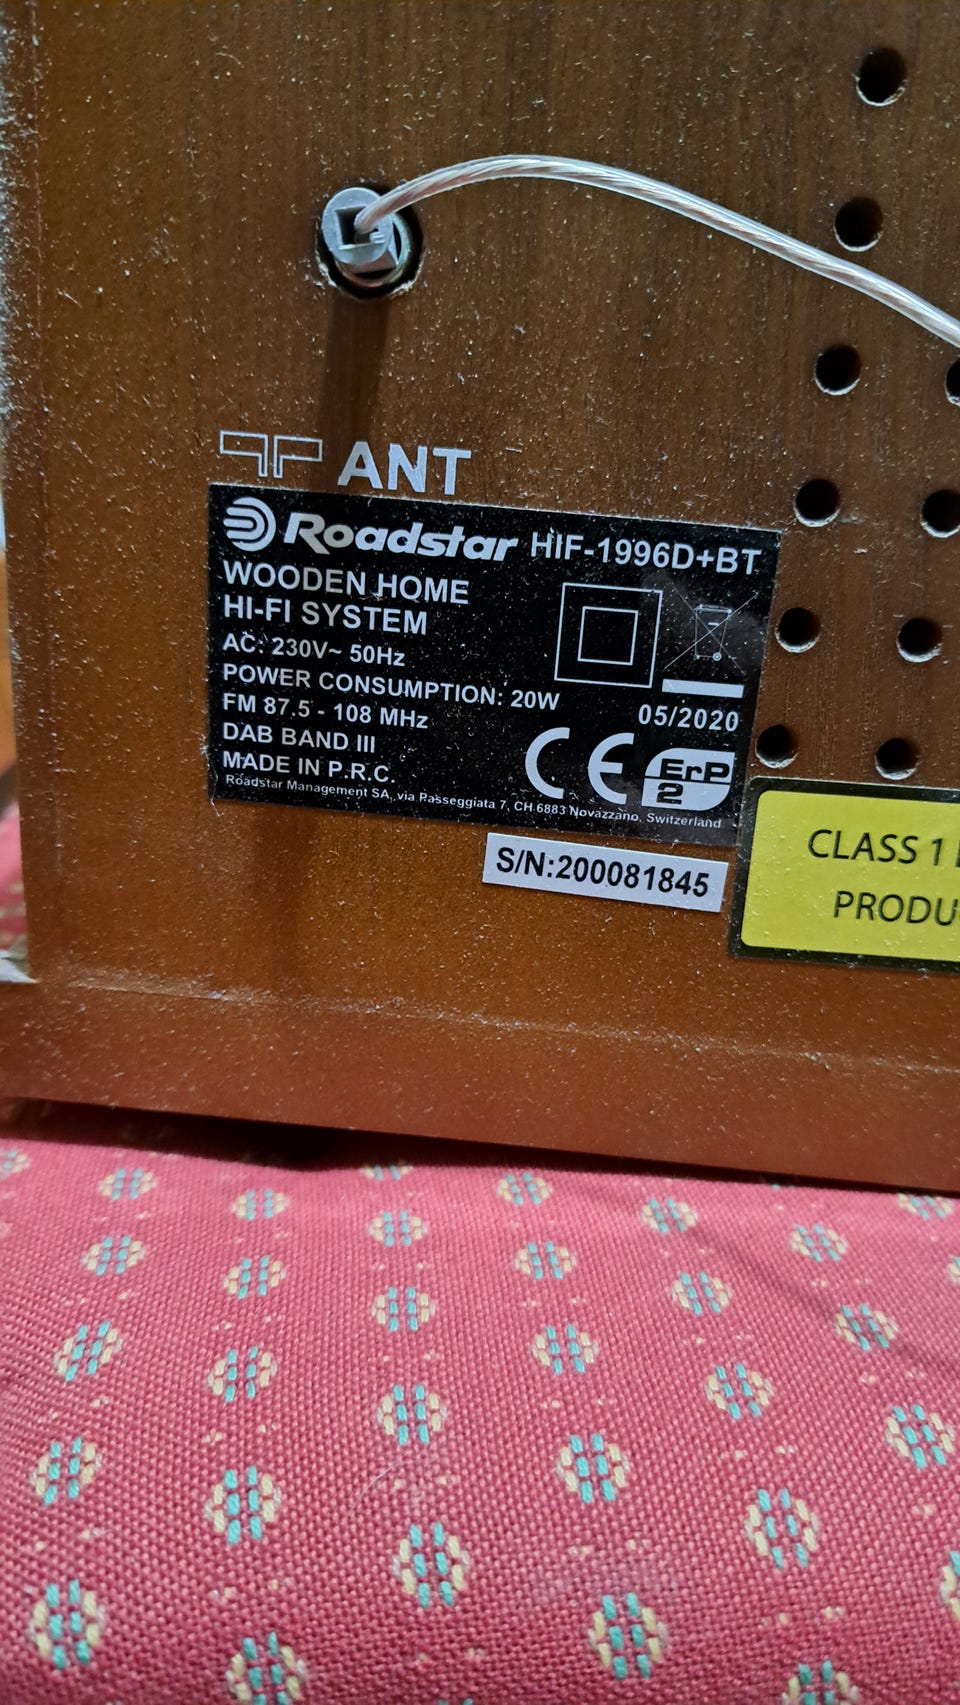 ANT
Roadstar HIF-1996D+BT
WOODEN HOME
HI-FI SYSTEM
AC: 230V~ 50Hz
POWER CONSUMPTION: 20W
FM 87.5 - 108 MHz
05/2020
DAB BAND III
MADE IN P.R.C.
CE ErP
2
Roadstar Management SA, via Passeggiata 7, CH 6883 Novazzano, Switzerland
S/N:200081845
CLASS 1
PRODU